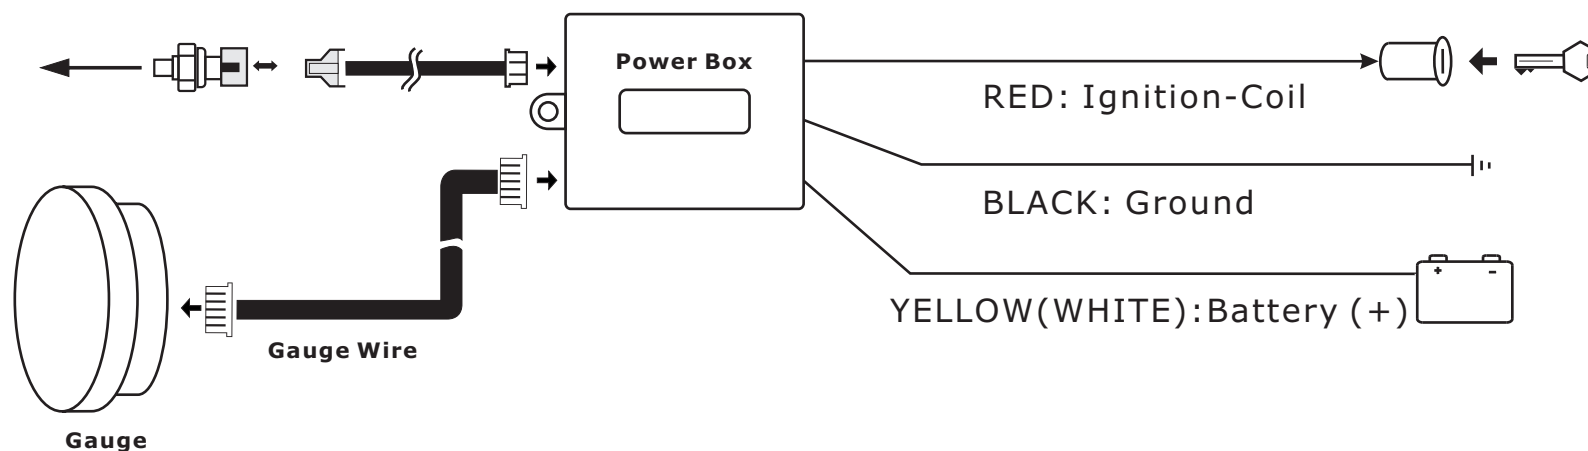 Power Box
RED: Ignition-Coil
BLACK: Ground
+ -
YELLOW(WHITE):Battery (+)
Gauge Wire
Gauge